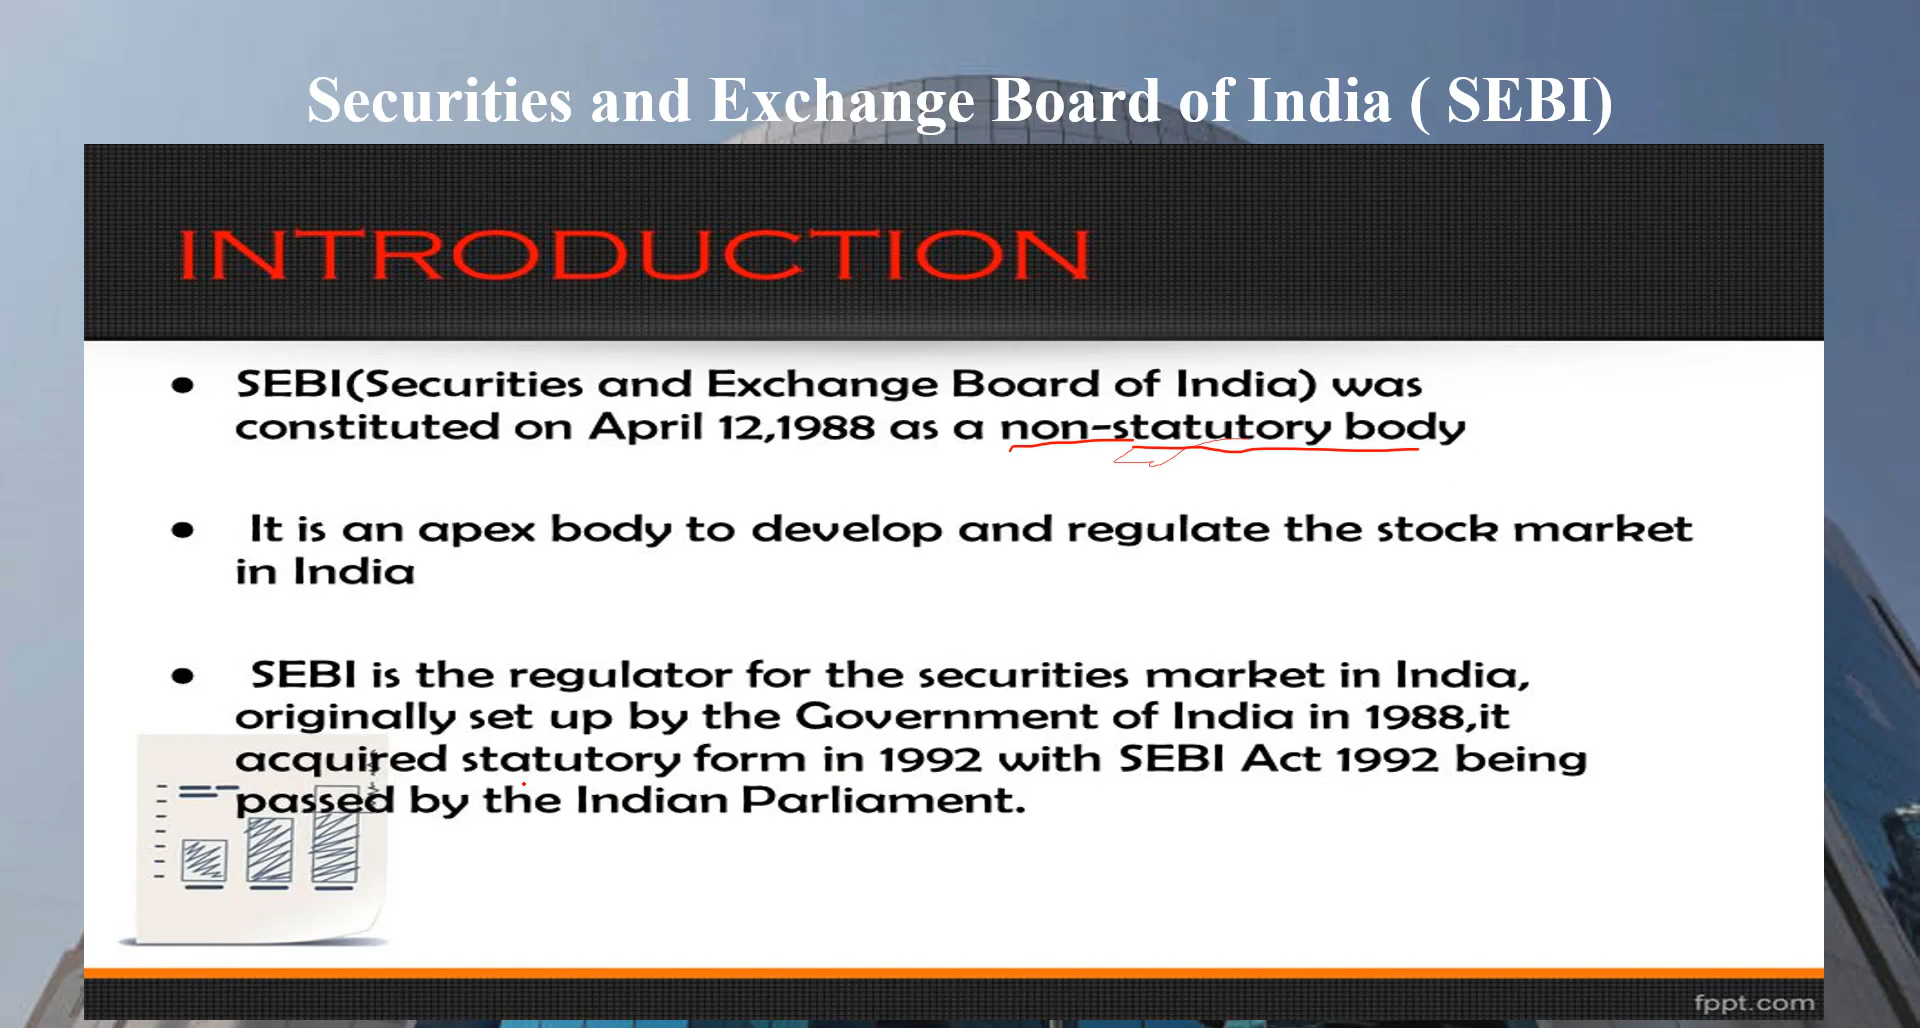 Securities and Exchange Board of India ( SEBI)
INTRODUCTION
• SEBI(Securities and Exchange Board of India) was
constituted on April 12,1988 as a non-statutory body
• It is an apex body to develop and regulate the stock market
in India
• SEBI is the regulator for the securities market in India,
originally set up by the Government of India in 1988,it
acquired statutory form in 1992 with SEBI Act 1992 being
passed by the Indian Parliament.
fppt.com